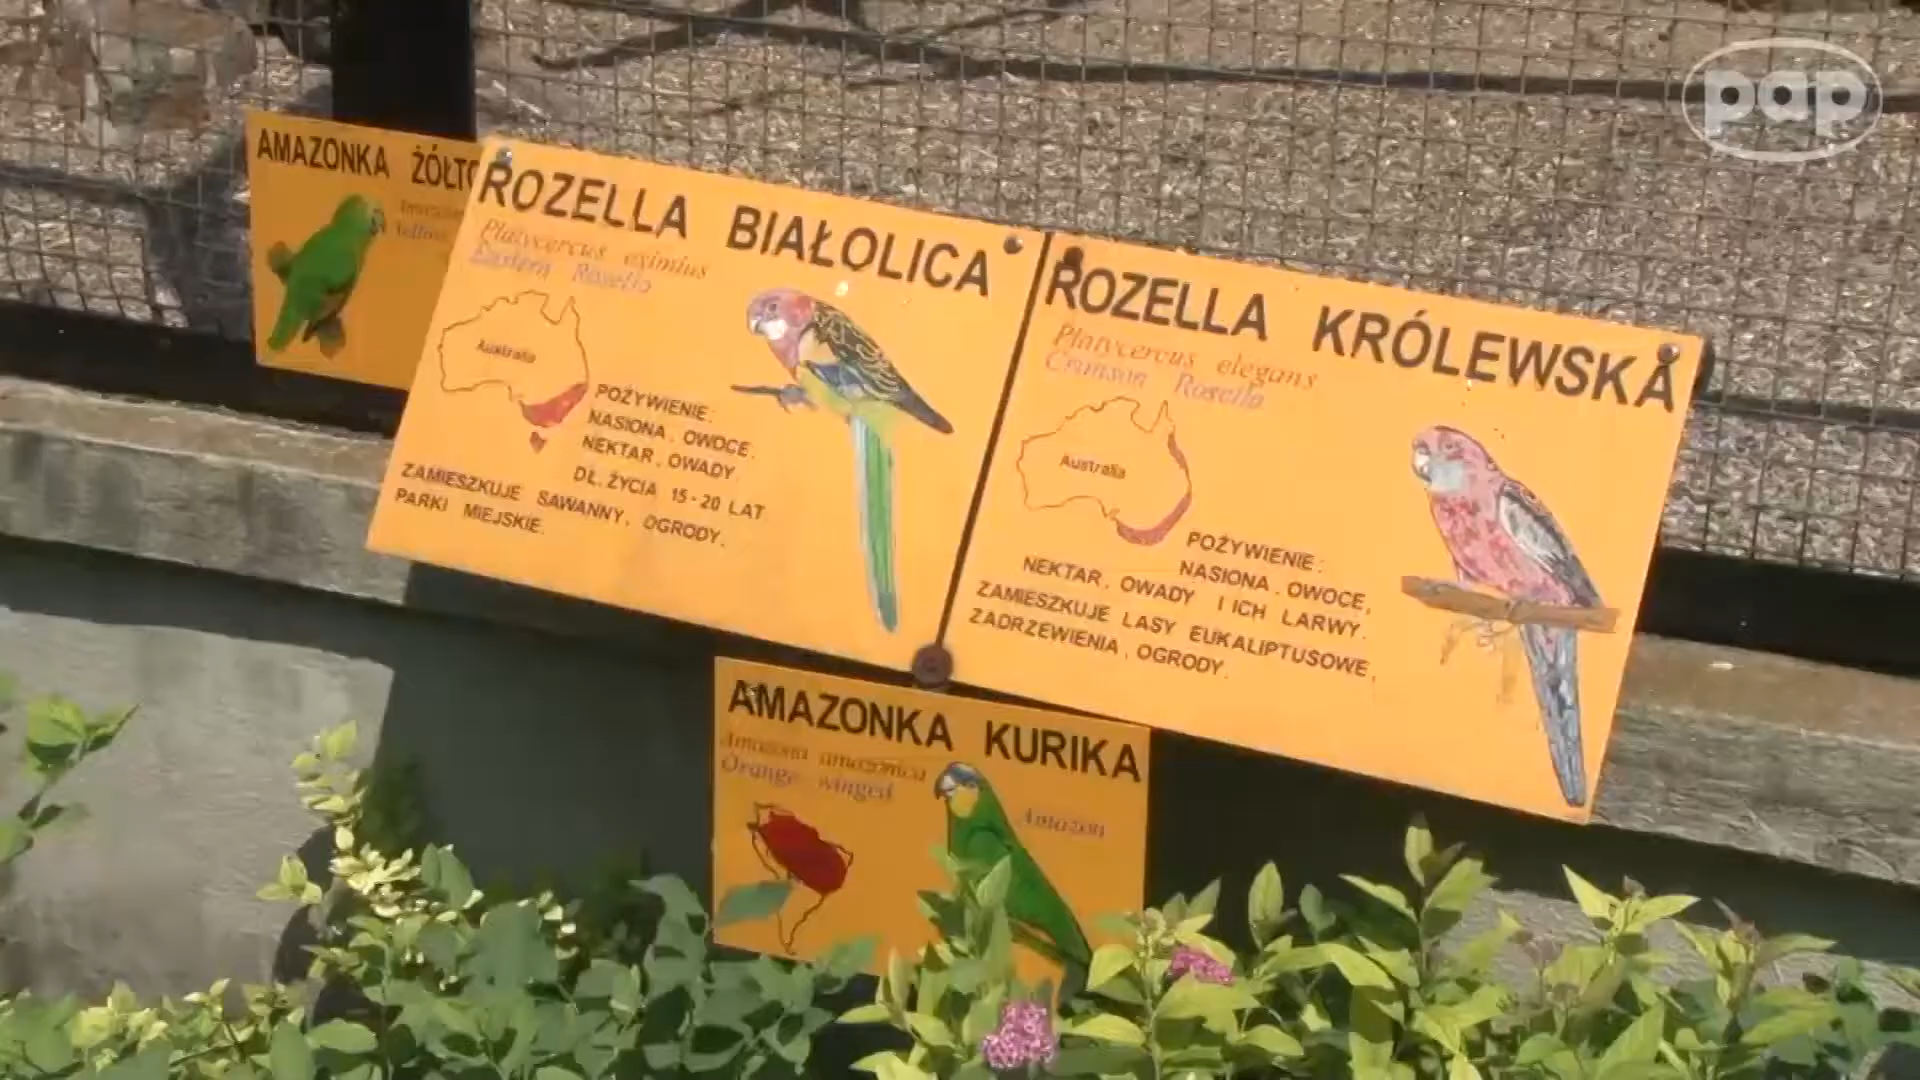 pap
AMAZONKA ŻÓŁTO
ROZELLA BIAŁOLICA
Platycercus eximius
Eastern Rosella
Australia
POŻYWIENIE:
NASIONA, OWOCE,
NEKTAR, OWADY.
DŁ. ŻYCIA 15-20 LAT
ZAMIESZKUJE SAWANNY, OGRODY,
PARKI MIEJSKIE.
ROZELLA KRÓLEWSKA
Platycercus elegans
Crimson Rosella
Australia
POŻYWIENIE:
NASIONA, OWOCE,
NEKTAR, OWADY I ICH LARWY.
ZAMIESZKUJE LASY EUKALIPTUSOWE,
ZADRZEWIENIA, OGRODY.
AMAZONKA KURIKA
Amazona amazonica
Orange winged
Amazon